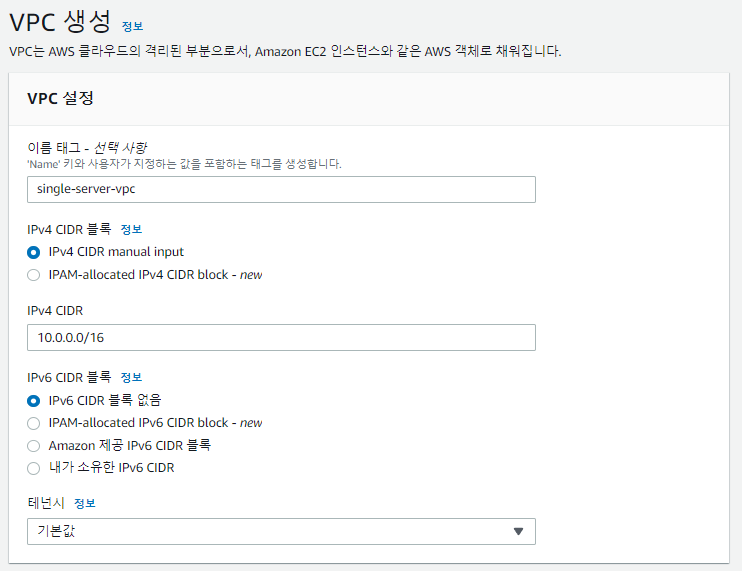 VPC 생성 정보
VPC는 AWS 클라우드의 격리된 부분으로서, Amazon EC2 인스턴스와 같은 AWS 객체로 채워집니다.
VPC 설정
이름 태그 - 선택 사항
'Name' 키와 사용자가 지정하는 값을 포함하는 태그를 생성합니다.
single-server-vpc
IPv4 CIDR 블록 정보
IPv4 CIDR manual input
IPAM-allocated IPv4 CIDR block - new
IPv4 CIDR
10.0.0.0/16
IPv6 CIDR 블록 정보
IPv6 CIDR 블록 없음
IPAM-allocated IPv6 CIDR block - new
Amazon 제공 IPv6 CIDR 블록
내가 소유한 IPv6 CIDR
테넌시 정보
기본값